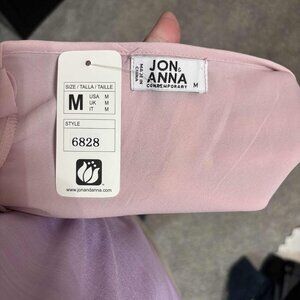 SIZE / TALLA / TAILLE
M
USA M
UK M
IT M
STYLE
6828
www.jonandanna.com
JON &
ANNA
CONTEMPORARY
MADE IN
CHINA
M